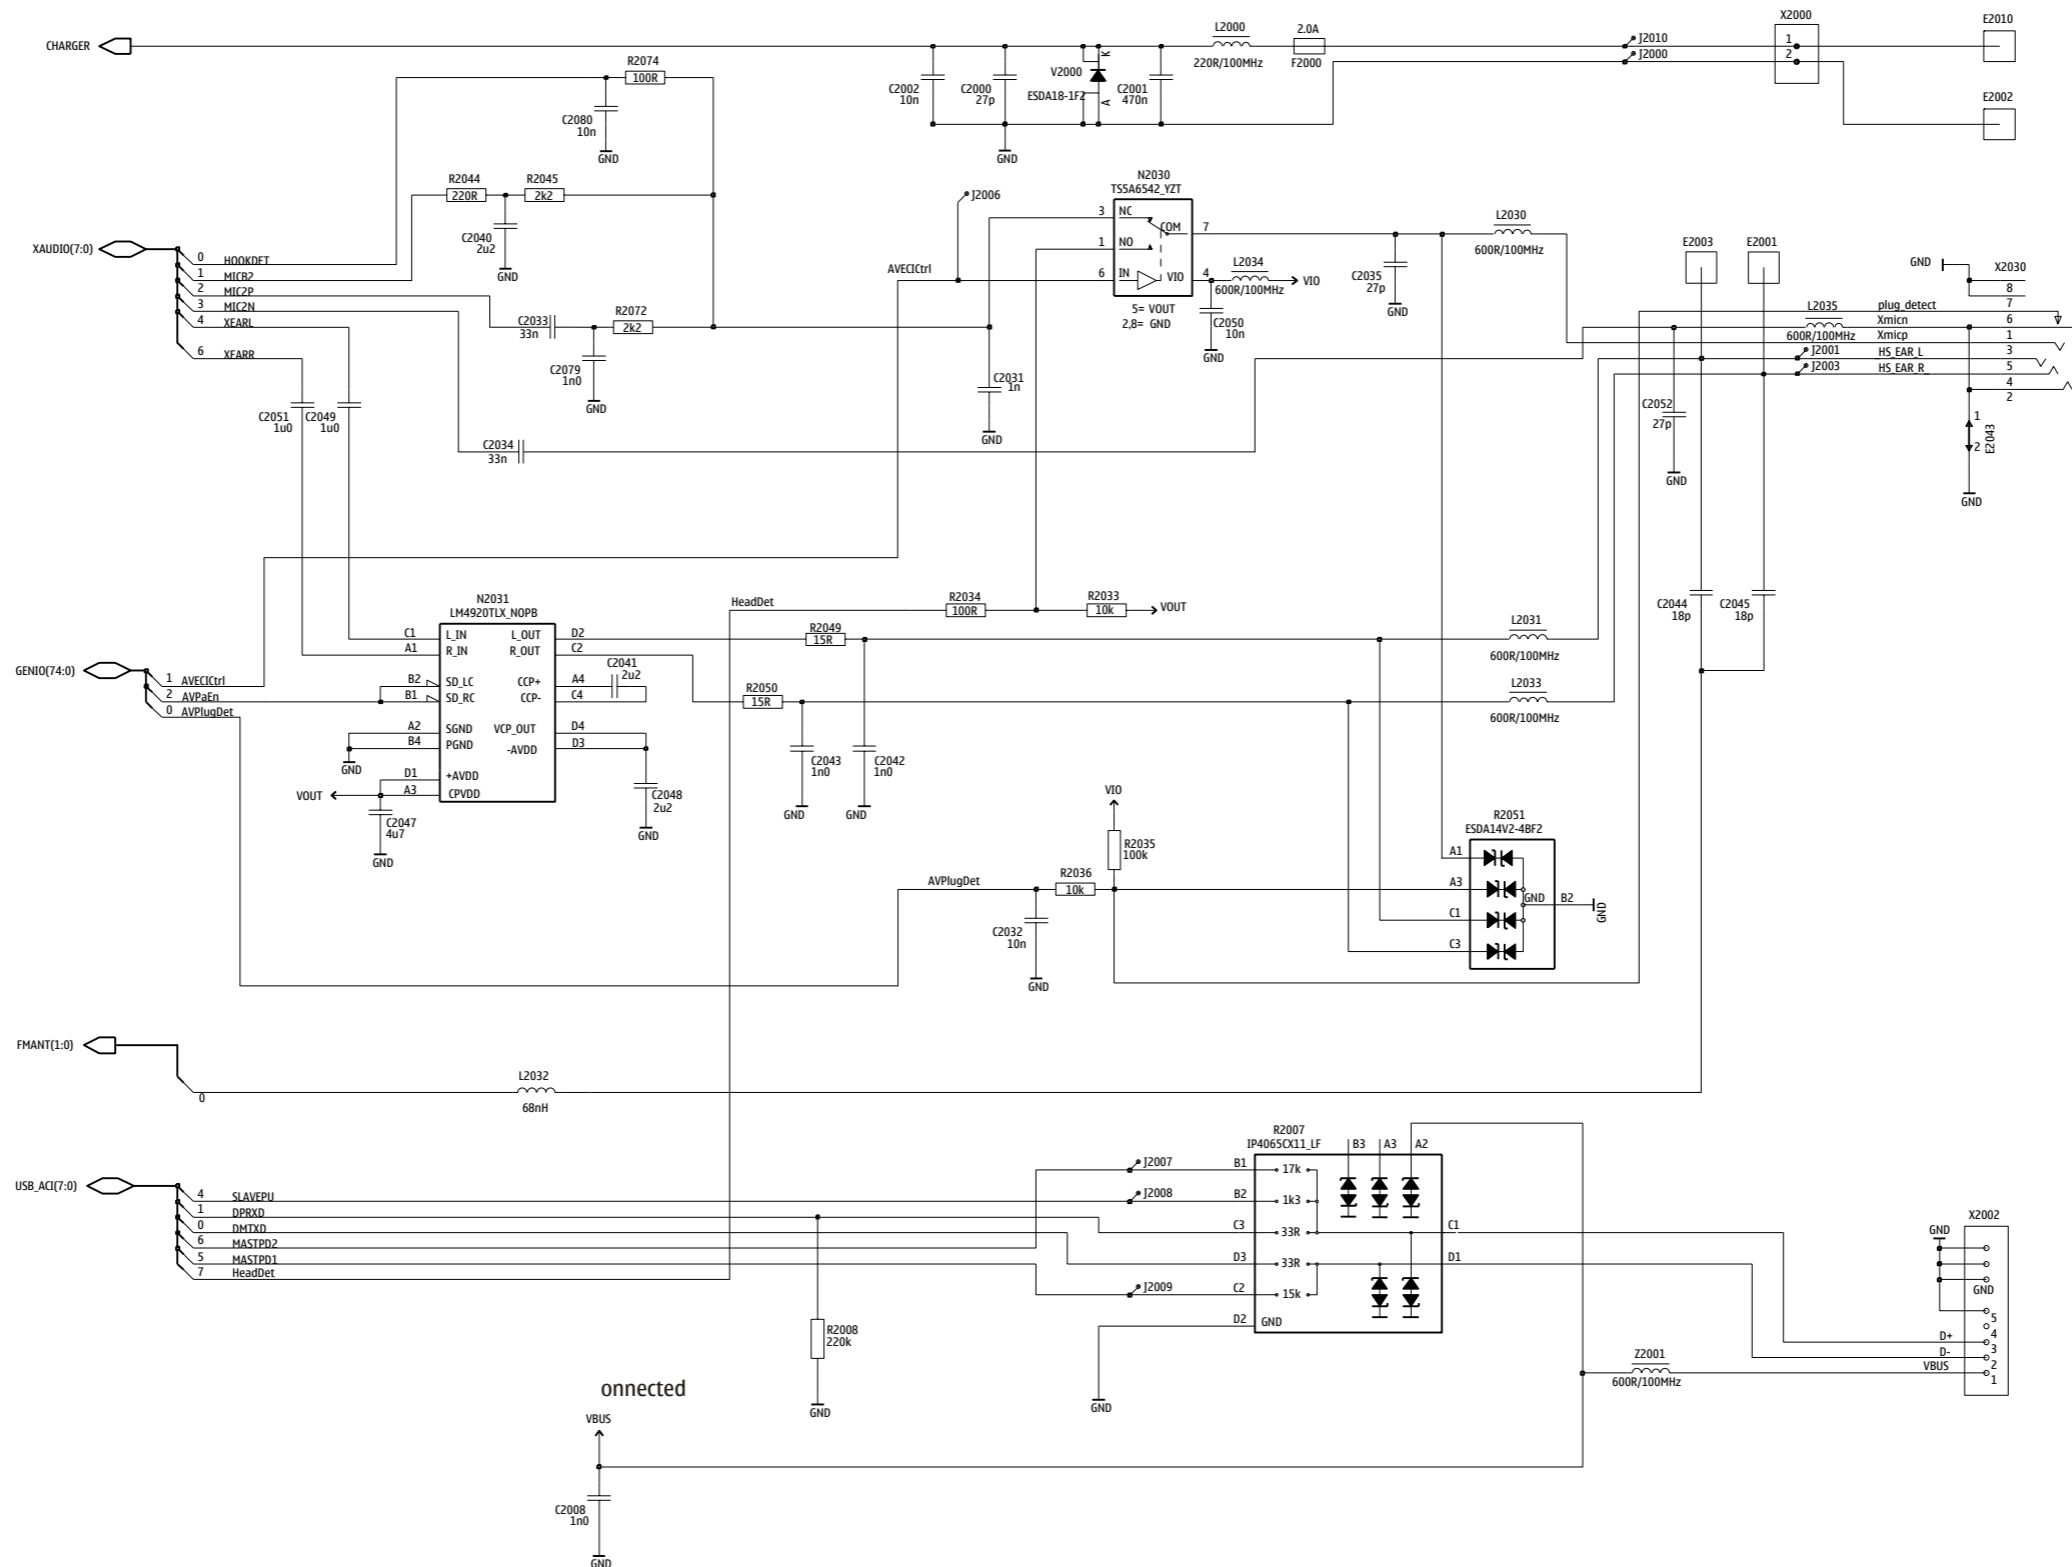 CHARGER
R2074
100R
C2080
10n
GND
C2002
10n
C2000
27p
GND
V2000
K
A
ESDA18-1F2
C2001
470n
L2000
220R/100MHz
2.0A
F2000
J2010
J2000
X2000
1
2
E2010
E2002
R2044
220R
R2045
2k2
C2040
2u2
GND
J2006
N2030
TS5A6542_YZT
3 NC
COM 7
1 NO
6 IN
VIO 4
5= VOUT
2,8= GND
AVECICtrl
L2034
600R/100MHz
VIO
C2050
10n
GND
C2035
27p
GND
L2030
600R/100MHz
E2003
E2001
GND
X2030
8
7
6
1
3
5
4
2
L2035
600R/100MHz
plug_detect
Xmicn
Xmicp
J2001
HS_EAR_L
J2003
HS_EAR_R
C2052
27p
GND
1
2
E2043
GND
XAUDIO(7:0)
0 HOOKDET
1 MICB2
2 MIC2P
3 MIC2N
4 XEARL
6 XEARR
C2033
33n
R2072
2k2
C2079
1n0
GND
C2031
1n
GND
C2051
1u0
C2049
1u0
C2034
33n
HeadDet
R2034
100R
R2033
10k
VOUT
C2044
18p
C2045
18p
N2031
LM4920TLX_NOPB
C1 L_IN
A1 R_IN
B2 SD_LC
B1 SD_RC
A2 SGND
B4 PGND
D1 +AVDD
A3 CPVDD
L_OUT D2
R_OUT C2
CCP+ A4
CCP- C4
VCP_OUT D4
-AVDD D3
C2041
2u2
C2048
2u2
GND
GND
VOUT
C2047
4u7
GND
R2049
15R
R2050
15R
C2043
1n0
GND
C2042
1n0
GND
L2031
600R/100MHz
L2033
600R/100MHz
GENIO(74:0)
1 AVECICtrl
2 AVPaEn
0 AVPlugDet
VIO
R2035
100k
AVPlugDet
R2036
10k
C2032
10n
GND
R2051
ESDA14V2-4BF2
A1
A3
C1
C3
GND
B2
GND
FMANT(1:0)
0
L2032
68nH
USB_ACI(7:0)
4 SLAVEPU
1 DPRXD
0 DMTXD
6 MASTPD2
5 MASTPD1
7 HeadDet
J2007
J2008
J2009
R2007
IP4065CX11_LF
B1 17k
B2 1k3
C3 33R
D3 33R
C2 15k
D2 GND
B3 A3 A2
C1
D1
GND
R2008
220k
GND
X2002
GND
GND
5
4
3
2
1
D+
D-
VBUS
Z2001
600R/100MHz
onnected
VBUS
C2008
1n0
GND